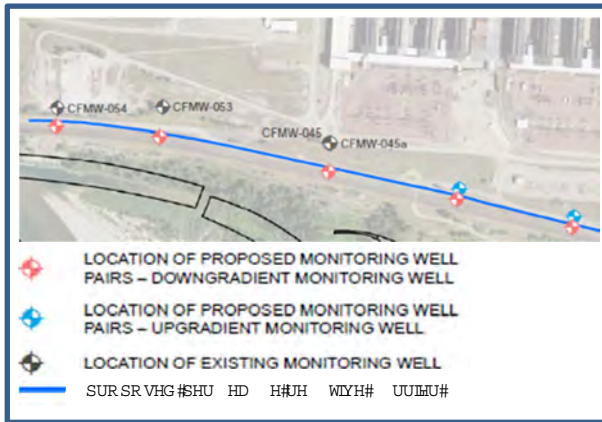 CFMW-054
CFMW-053
CFMW-045
CFMW-045a
LOCATION OF PROPOSED MONITORING WELL
PAIRS – DOWNGRADIENT MONITORING WELL
LOCATION OF PROPOSED MONITORING WELL
PAIRS – UPGRADIENT MONITORING WELL
LOCATION OF EXISTING MONITORING WELL
SUR SR VHG #SHU HD H#UH WLYH# UUIHU#